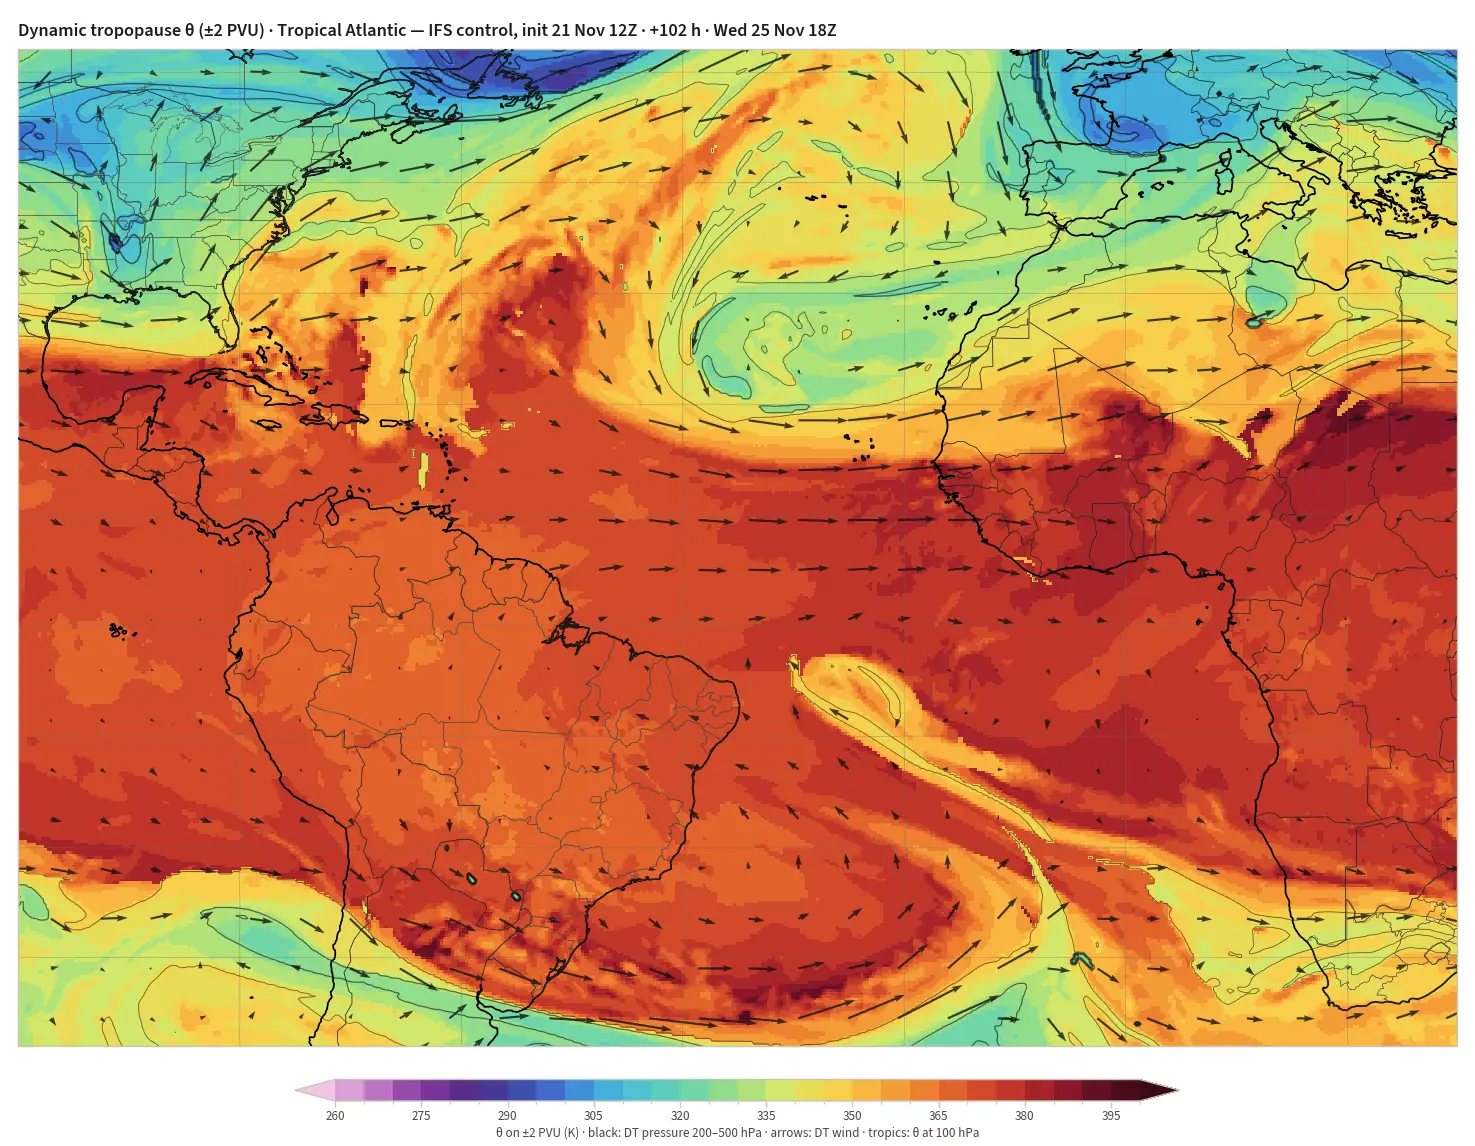 Dynamic tropopause θ (±2 PVU) · Tropical Atlantic — IFS control, init 21 Nov 12Z · +102 h · Wed 25 Nov 18Z
260 275 290 305 320 335 350 365 380 395
θ on ±2 PVU (K) · black: DT pressure 200–500 hPa · arrows: DT wind · tropics: θ at 100 hPa